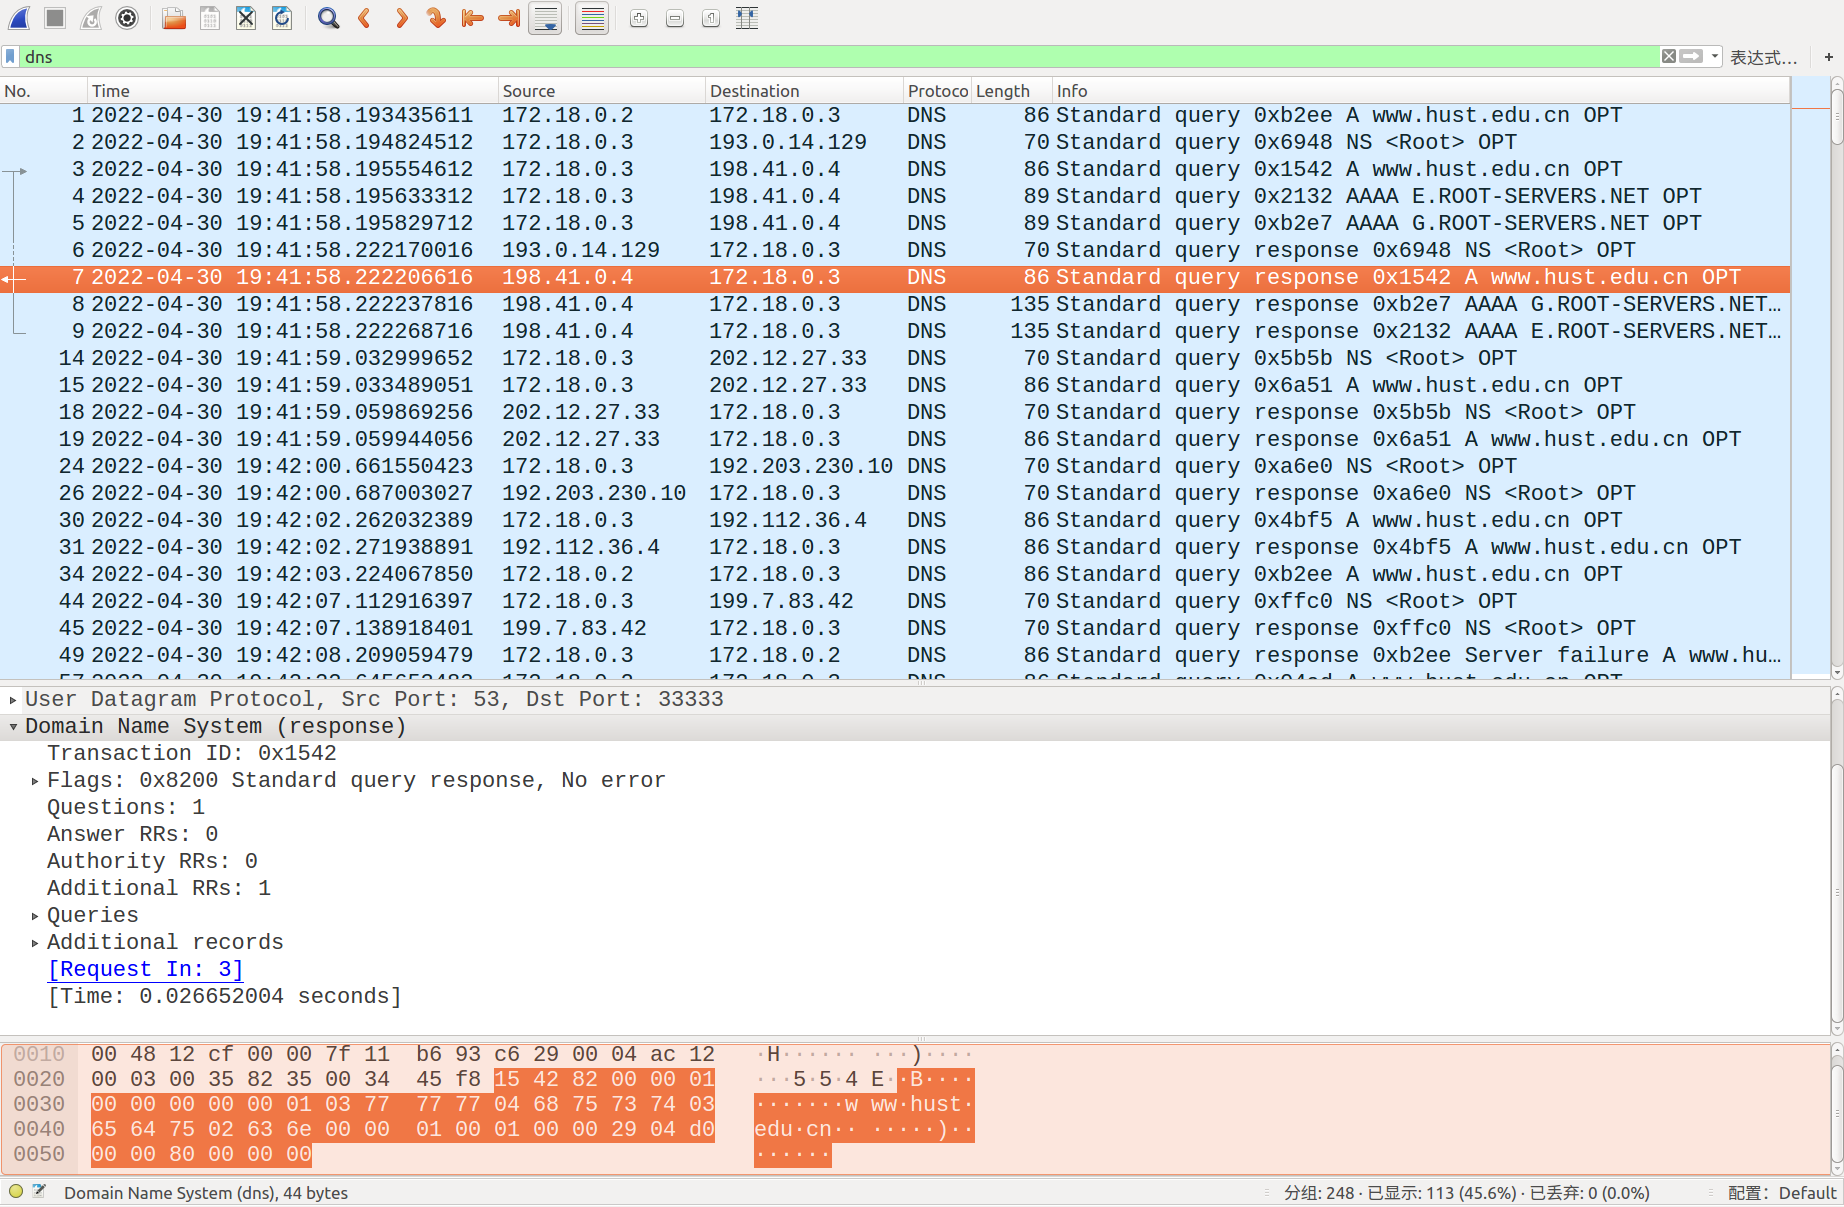 dns
表达式…
+
No. Time Source Destination Protoco Length Info
1 2022-04-30 19:41:58.193435611 172.18.0.2 172.18.0.3 DNS 86 Standard query 0xb2ee A www.hust.edu.cn OPT
2 2022-04-30 19:41:58.194824512 172.18.0.3 193.0.14.129 DNS 70 Standard query 0x6948 NS <Root> OPT
3 2022-04-30 19:41:58.195554612 172.18.0.3 198.41.0.4 DNS 86 Standard query 0x1542 A www.hust.edu.cn OPT
4 2022-04-30 19:41:58.195633312 172.18.0.3 198.41.0.4 DNS 89 Standard query 0x2132 AAAA E.ROOT-SERVERS.NET OPT
5 2022-04-30 19:41:58.195829712 172.18.0.3 198.41.0.4 DNS 89 Standard query 0xb2e7 AAAA G.ROOT-SERVERS.NET OPT
6 2022-04-30 19:41:58.222170016 193.0.14.129 172.18.0.3 DNS 70 Standard query response 0x6948 NS <Root> OPT
7 2022-04-30 19:41:58.222206616 198.41.0.4 172.18.0.3 DNS 86 Standard query response 0x1542 A www.hust.edu.cn OPT
8 2022-04-30 19:41:58.222237816 198.41.0.4 172.18.0.3 DNS 135 Standard query response 0xb2e7 AAAA G.ROOT-SERVERS.NET…
9 2022-04-30 19:41:58.222268716 198.41.0.4 172.18.0.3 DNS 135 Standard query response 0x2132 AAAA E.ROOT-SERVERS.NET…
14 2022-04-30 19:41:59.032999652 172.18.0.3 202.12.27.33 DNS 70 Standard query 0x5b5b NS <Root> OPT
15 2022-04-30 19:41:59.033489051 172.18.0.3 202.12.27.33 DNS 86 Standard query 0x6a51 A www.hust.edu.cn OPT
18 2022-04-30 19:41:59.059869256 202.12.27.33 172.18.0.3 DNS 70 Standard query response 0x5b5b NS <Root> OPT
19 2022-04-30 19:41:59.059944056 202.12.27.33 172.18.0.3 DNS 86 Standard query response 0x6a51 A www.hust.edu.cn OPT
24 2022-04-30 19:42:00.661550423 172.18.0.3 192.203.230.10 DNS 70 Standard query 0xa6e0 NS <Root> OPT
26 2022-04-30 19:42:00.687003027 192.203.230.10 172.18.0.3 DNS 70 Standard query response 0xa6e0 NS <Root> OPT
30 2022-04-30 19:42:02.262032389 172.18.0.3 192.112.36.4 DNS 86 Standard query 0x4bf5 A www.hust.edu.cn OPT
31 2022-04-30 19:42:02.271938891 192.112.36.4 172.18.0.3 DNS 86 Standard query response 0x4bf5 A www.hust.edu.cn OPT
34 2022-04-30 19:42:03.224067850 172.18.0.2 172.18.0.3 DNS 86 Standard query 0xb2ee A www.hust.edu.cn OPT
44 2022-04-30 19:42:07.112916397 172.18.0.3 199.7.83.42 DNS 70 Standard query 0xffc0 NS <Root> OPT
45 2022-04-30 19:42:07.138918401 199.7.83.42 172.18.0.3 DNS 70 Standard query response 0xffc0 NS <Root> OPT
49 2022-04-30 19:42:08.209059479 172.18.0.3 172.18.0.2 DNS 86 Standard query response 0xb2ee Server failure A www.hu…
User Datagram Protocol, Src Port: 53, Dst Port: 33333
Domain Name System (response)
Transaction ID: 0x1542
Flags: 0x8200 Standard query response, No error
Questions: 1
Answer RRs: 0
Authority RRs: 0
Additional RRs: 1
Queries
Additional records
[Request In: 3]
[Time: 0.026652004 seconds]
0010 00 48 12 cf 00 00 7f 11 b6 93 c6 29 00 04 ac 12 ·H······ ···)····
0020 00 03 00 35 82 35 00 34 45 f8 15 42 82 00 00 01 ···5·5·4 E··B····
0030 00 00 00 00 00 01 03 77 77 77 04 68 75 73 74 03 ·······w ww·hust·
0040 65 64 75 02 63 6e 00 00 01 00 01 00 00 29 04 d0 edu·cn·· ·····)··
0050 00 00 80 00 00 00 ······
Domain Name System (dns), 44 bytes
分组: 248 · 已显示: 113 (45.6%) · 已丢弃: 0 (0.0%)
配置: Default